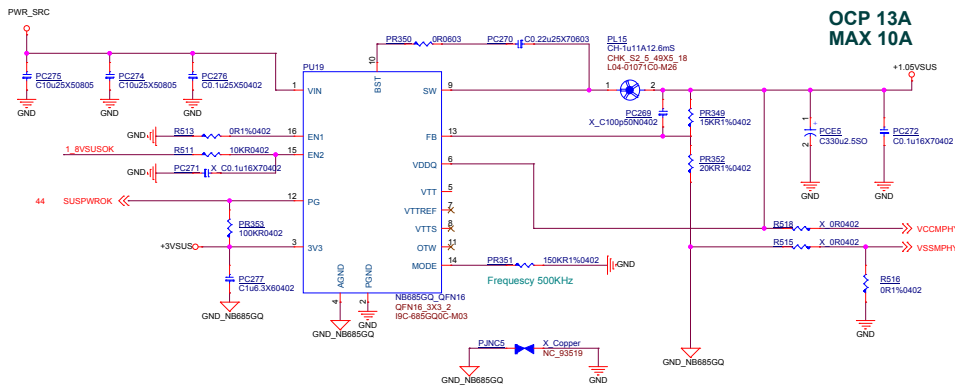 OCP 13A
MAX 10A
PWR_SRC
PR350
0R0603
PC270
C0.22u25X70603
PL15
CH-1u11A12.6mS
CHK_S2_5_49X5_18
L04-01071C0-M26
+1.05VSUS
PC275
C10u25X50805
PC274
C10u25X50805
PC276
C0.1u25X50402
GND
GND
GND
PU19
1
VIN
10
BST
SW
9
1
2
PC269
X_C100p50N0402
PR349
15KR1%0402
PCE5
C330u2.5SO
1
+
2
PC272
C0.1u16X70402
GND
R513
0R1%0402
16
EN1
FB
13
1_8VSUSOK
R511
10KR0402
15
EN2
VDDQ
6
PR352
20KR1%0402
GND
PC271
X_C0.1u16X70402
VTT
5
GND
GND
44
SUSPWROK
12
PG
VTTREF
7
VTTS
8
R518
X_0R0402
VCCMPHY
PR353
100KR0402
+3VSUS
3
3V3
OTW
11
R515
X_0R0402
VSSMPHY
MODE
14
PR351
150KR1%0402
GND
Frequescy 500KHz
PC277
C1u6.3X60402
AGND
PGND
R516
0R1%0402
GND_NB685GQ
4
2
GND_NB685GQ
GND
NB685GQ_QFN16
QFN16_3X3_2
I9C-685GQ0C-M03
GND
PJNC5
X_Copper
NC_93519
GND_NB685GQ
GND
GND_NB685GQ